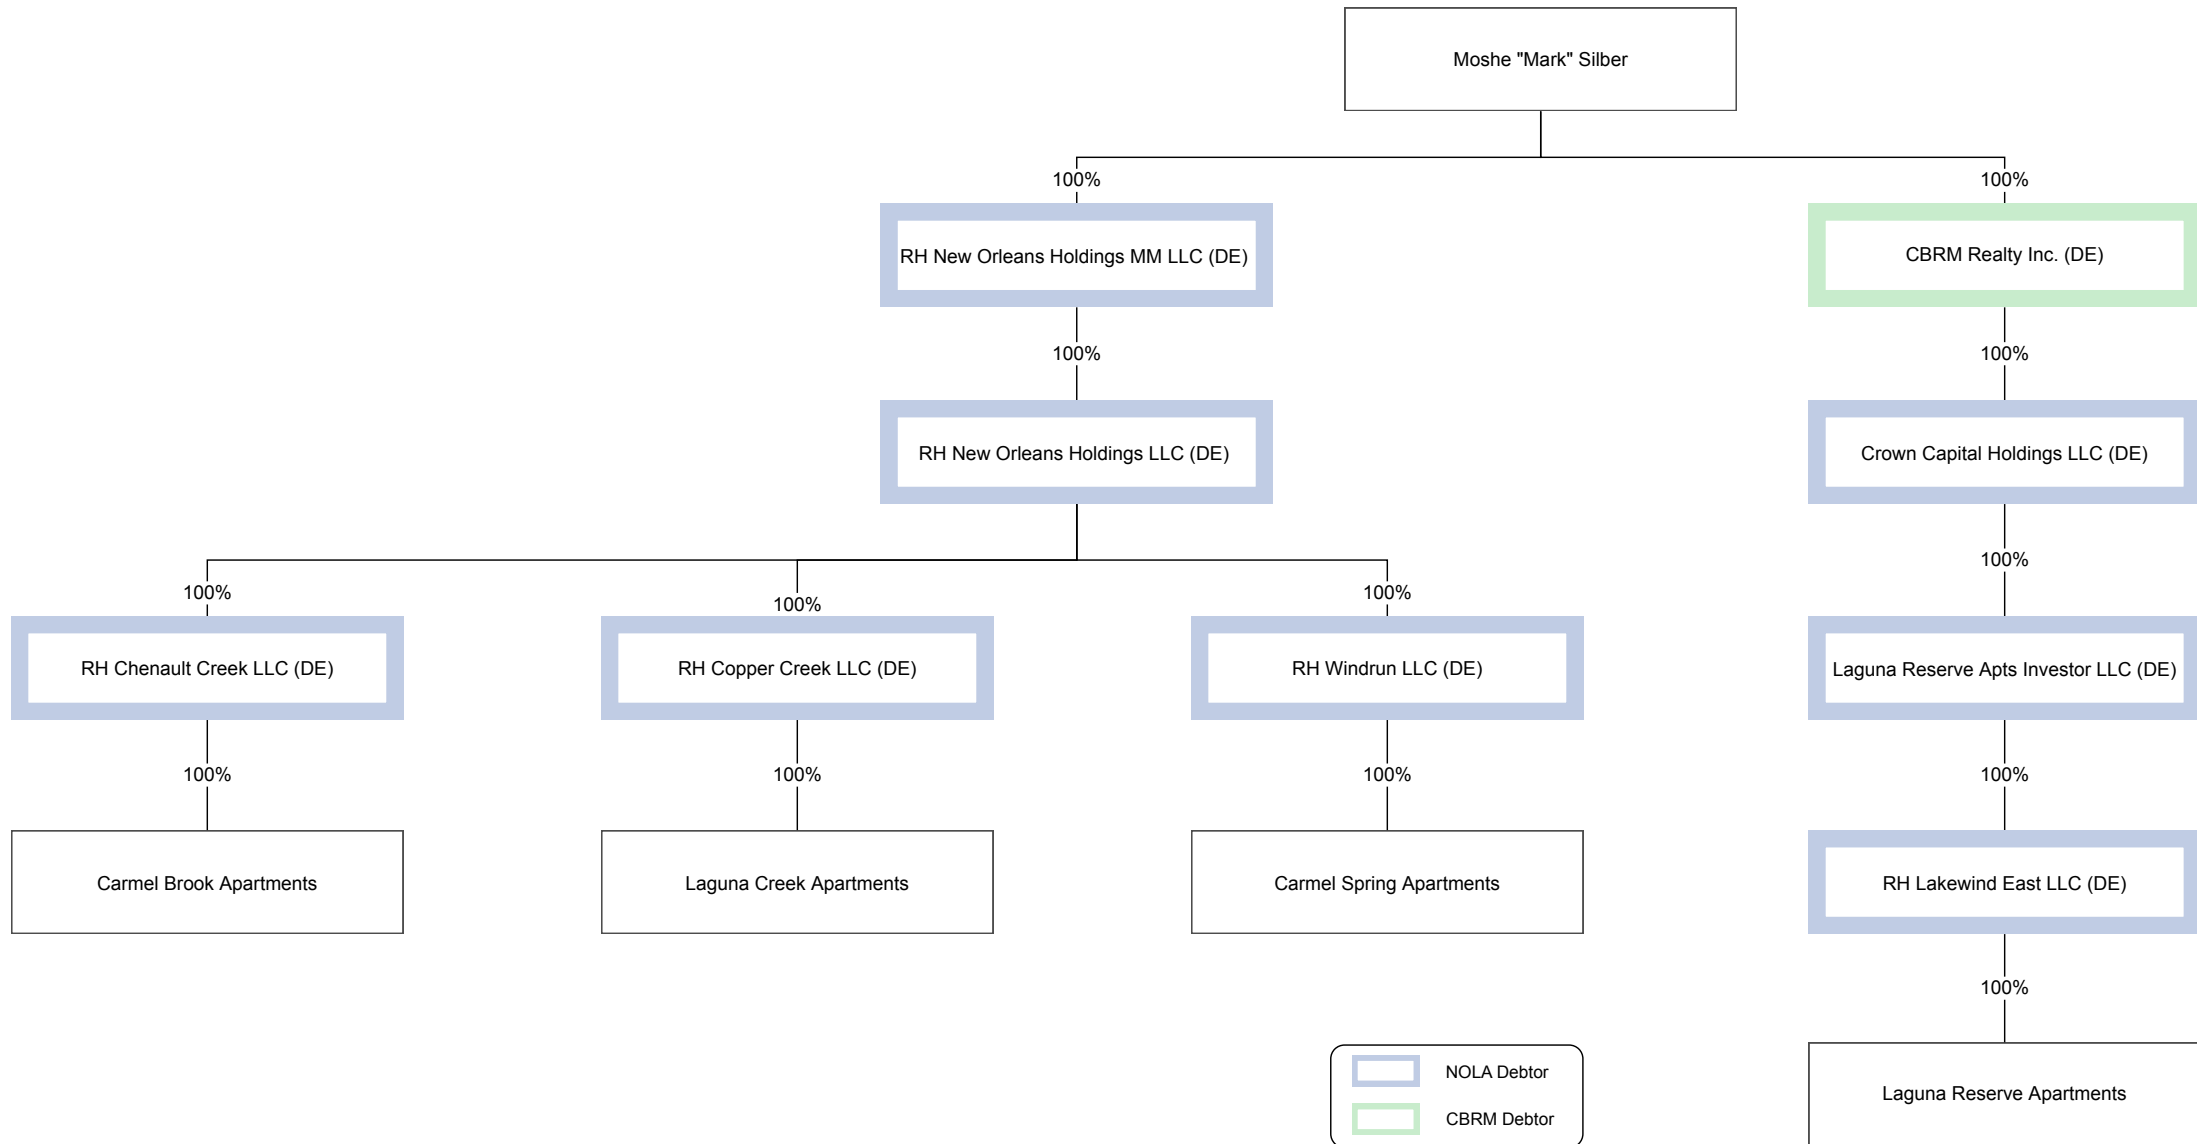 Moshe "Mark" Silber
100%
100%
RH New Orleans Holdings MM LLC (DE)
CBRM Realty Inc. (DE)
100%
100%
RH New Orleans Holdings LLC (DE)
Crown Capital Holdings LLC (DE)
100%
100%
100%
100%
RH Chenault Creek LLC (DE)
RH Copper Creek LLC (DE)
RH Windrun LLC (DE)
Laguna Reserve Apts Investor LLC (DE)
100%
100%
100%
100%
Carmel Brook Apartments
Laguna Creek Apartments
Carmel Spring Apartments
RH Lakewind East LLC (DE)
100%
NOLA Debtor
CBRM Debtor
Laguna Reserve Apartments